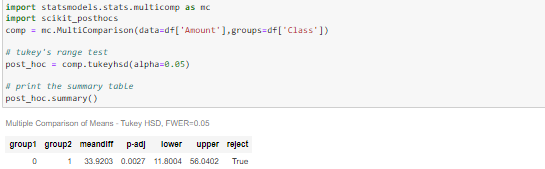 import statsmodels.stats.multicomp as mc
import scikit_posthocs
comp = mc.MultiComparison(data=df['Amount'],groups=df['Class'])
# tukey's range test
post_hoc = comp.tukeyhsd(alpha=0.05)
# print the summary table
post_hoc.summary()
Multiple Comparison of Means - Tukey HSD, FWER=0.05
group1 group2 meandiff p-adj lower upper reject
0 1 33.9203 0.0027 11.8004 56.0402 True